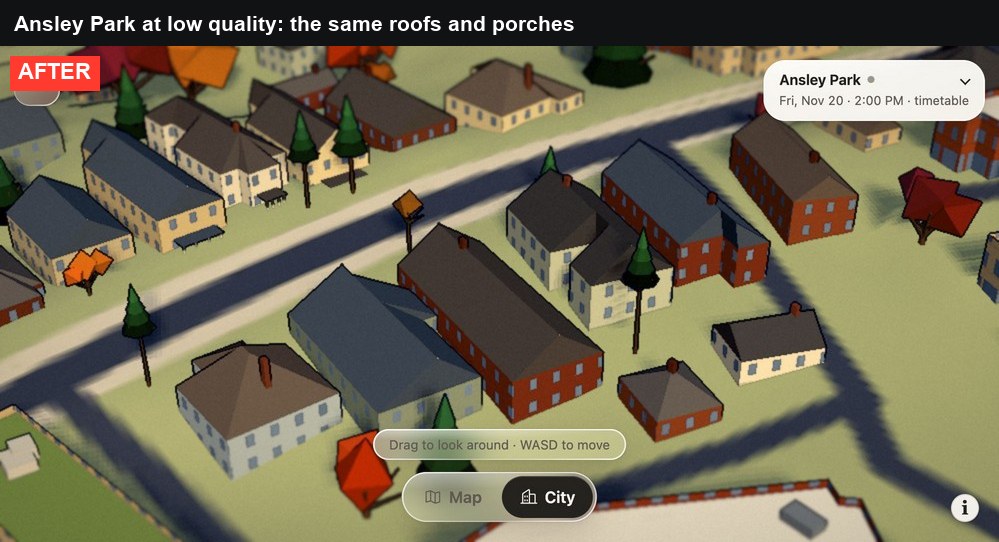 Ansley Park at low quality: the same roofs and porches
AFTER
Ansley Park
Fri, Nov 20 · 2:00 PM · timetable
Drag to look around · WASD to move
Map
City
i